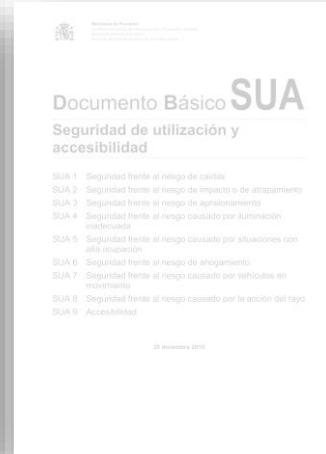 Ministerio de Fomento
Documento Básico SUA
Seguridad de utilización y
accesibilidad
SUA 1 Seguridad frente al riesgo de caídas
SUA 2 Seguridad frente al riesgo de impacto o de atrapamiento
SUA 3 Seguridad frente al riesgo de aprisionamiento
SUA 4 Seguridad frente al riesgo causado por iluminación
inadecuada
SUA 5 Seguridad frente al riesgo causado por situaciones con
alta ocupación
SUA 6 Seguridad frente al riesgo de ahogamiento
SUA 7 Seguridad frente al riesgo causado por vehículos en
movimiento
SUA 8 Seguridad frente al riesgo causado por la acción del rayo
SUA 9 Accesibilidad